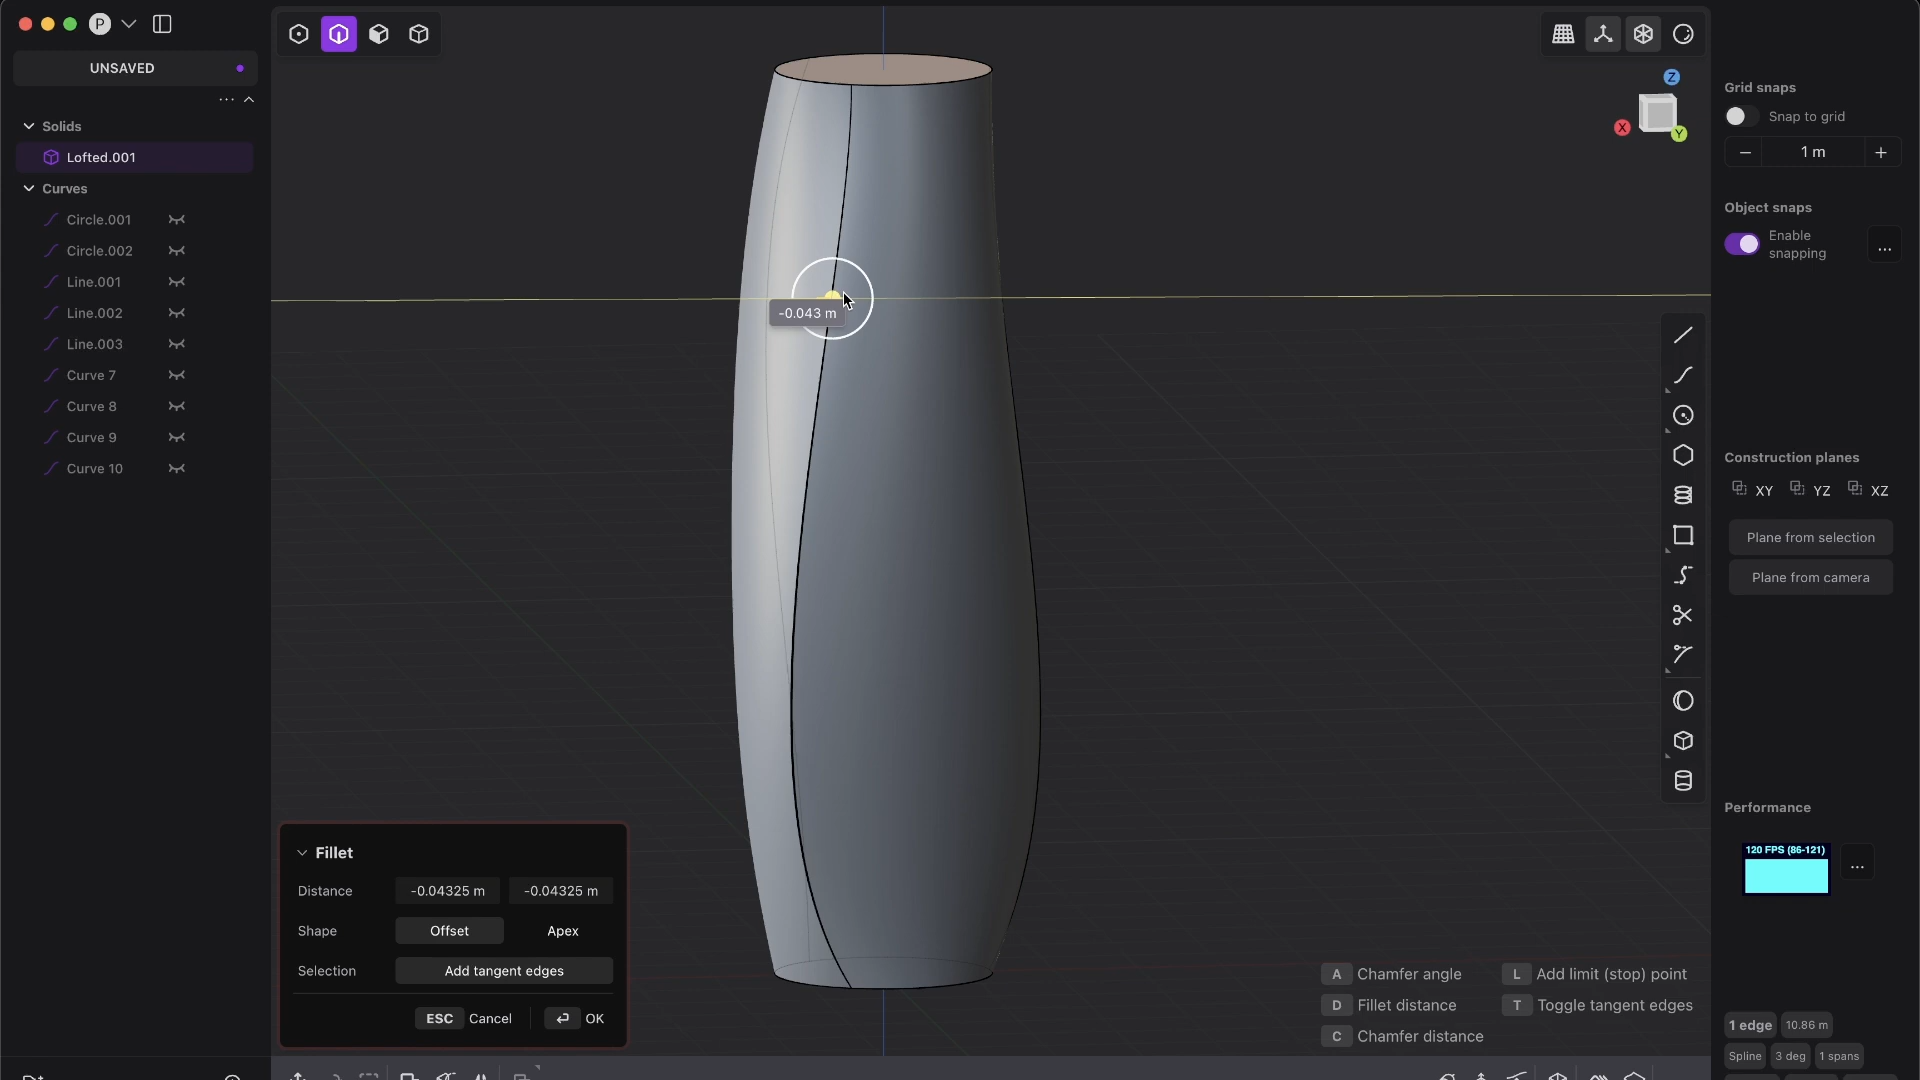 P
UNSAVED
Solids
Lofted.001
Curves
Circle.001
Circle.002
Line.001
Line.002
Line.003
Curve 7
Curve 8
Curve 9
Curve 10
-0.043 m
Fillet
Distance -0.04325 m -0.04325 m
Shape Offset Apex
Selection Add tangent edges
ESC Cancel OK
A Chamfer angle L Add limit (stop) point
D Fillet distance T Toggle tangent edges
C Chamfer distance
Z
X
Y
Grid snaps
Snap to grid
− 1 m +
Object snaps
Enable
snapping
...
Construction planes
XY YZ XZ
Plane from selection
Plane from camera
Performance
120 FPS (86-121)
...
1 edge 10.86 m
Spline 3 deg 1 spans